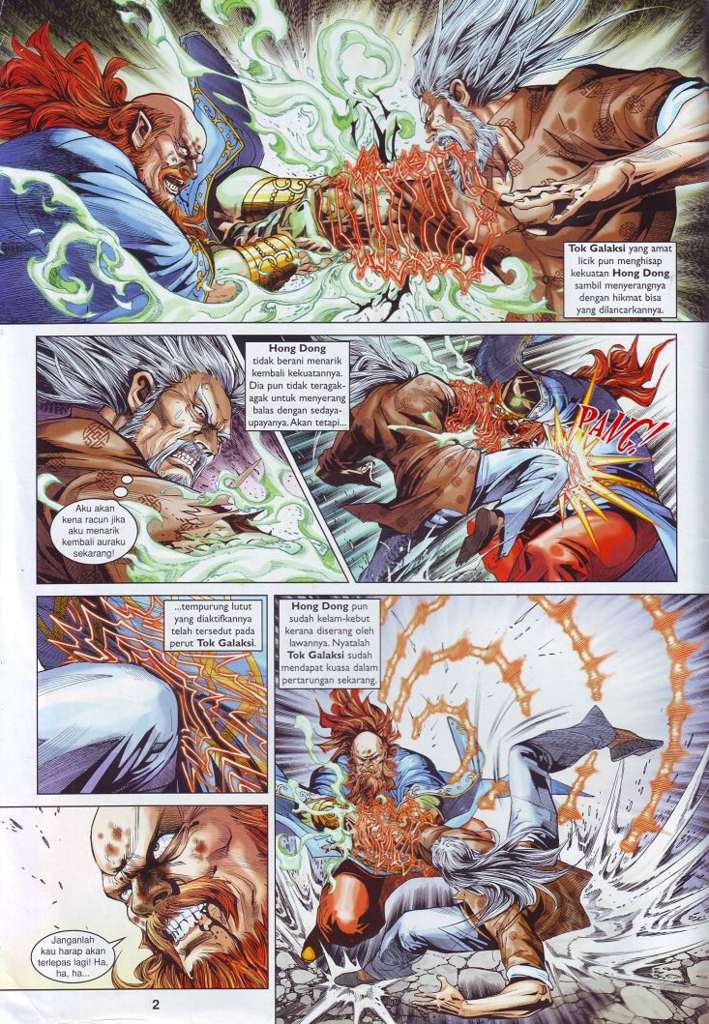 Tok Galaksi yang amat
licik pun menghisap
kekuatan Hong Dong
sambil menyerangnya
dengan hikmat bisa
yang dilancarkannya.
Hong Dong
tidak berani menarik
kembali kekuatannya.
Dia pun tidak teragak-
agak untuk menyerang
balas dengan sedaya-
upayanya. Akan tetapi...
Aku akan
kena racun jika
aku menarik
kembali auraku
sekarang!
PANG!
...tempurung lutut
yang diaktifkannya
telah tersedut pada
perut Tok Galaksi.
Hong Dong pun
sudah kelam-kebut
kerana diserang oleh
lawannya. Nyatalah
Tok Galaksi sudah
mendapat kuasa dalam
pertarungan sekarang.
Janganlah
kau harap akan
terlepas lagi! Ha,
ha, ha...
2